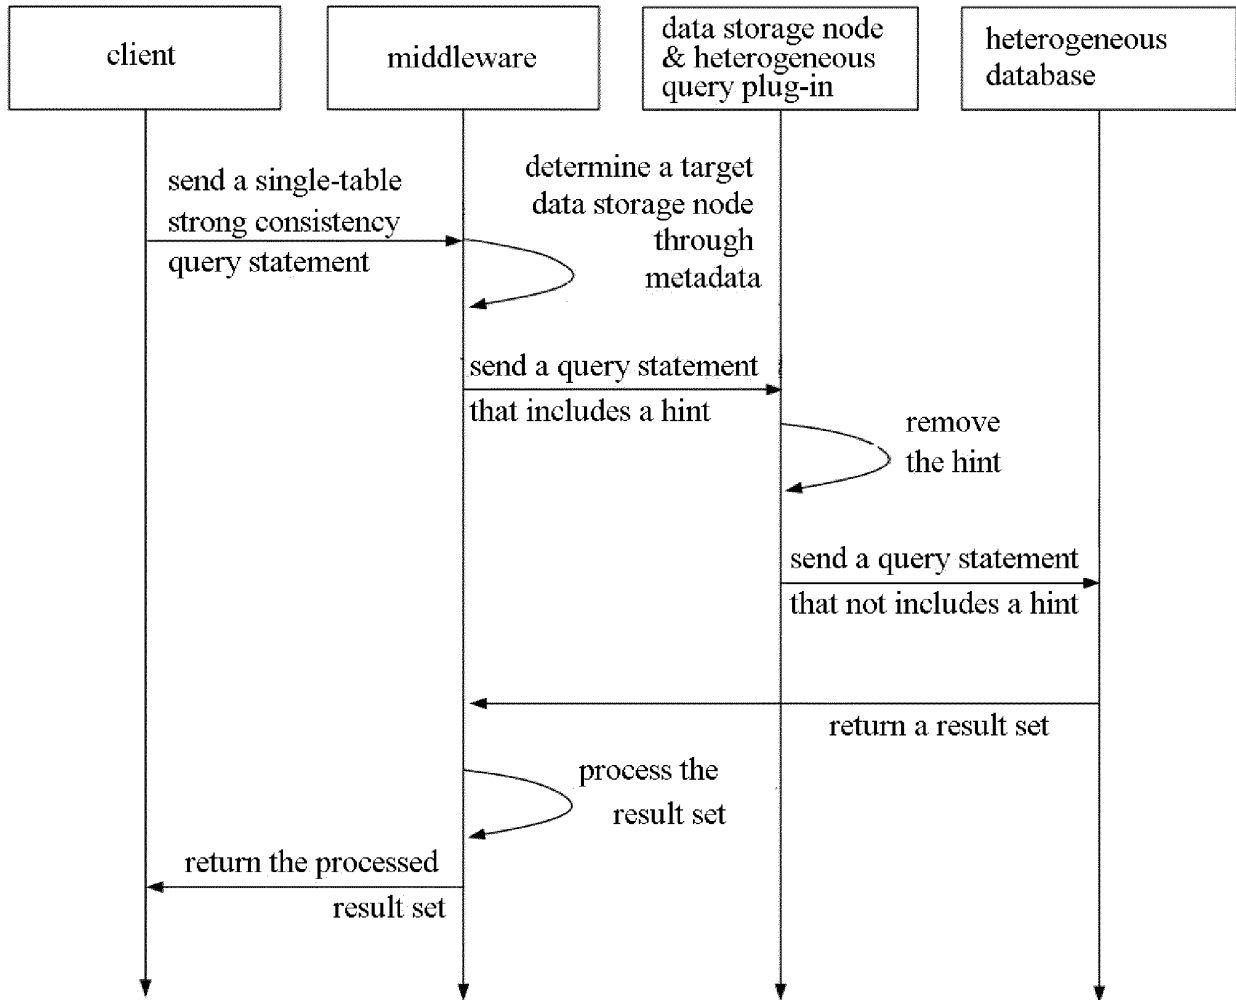 client
middleware
data storage node
& heterogeneous
query plug-in
heterogeneous
database
send a single-table
strong consistency
query statement
determine a target
data storage node
through
metadata
send a query statement
that includes a hint
remove
the hint
send a query statement
that not includes a hint
return a result set
process the
result set
return the processed
result set